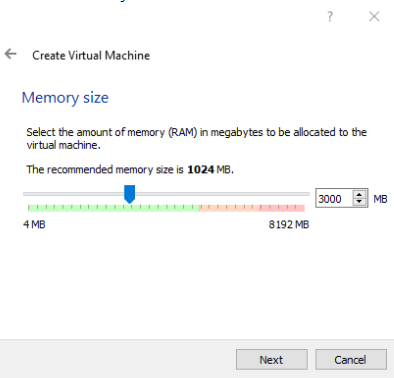 ?
Create Virtual Machine
Memory size
Select the amount of memory (RAM) in megabytes to be allocated to the
virtual machine.
The recommended memory size is 1024 MB.
3000 MB
4 MB 8192 MB
Next Cancel